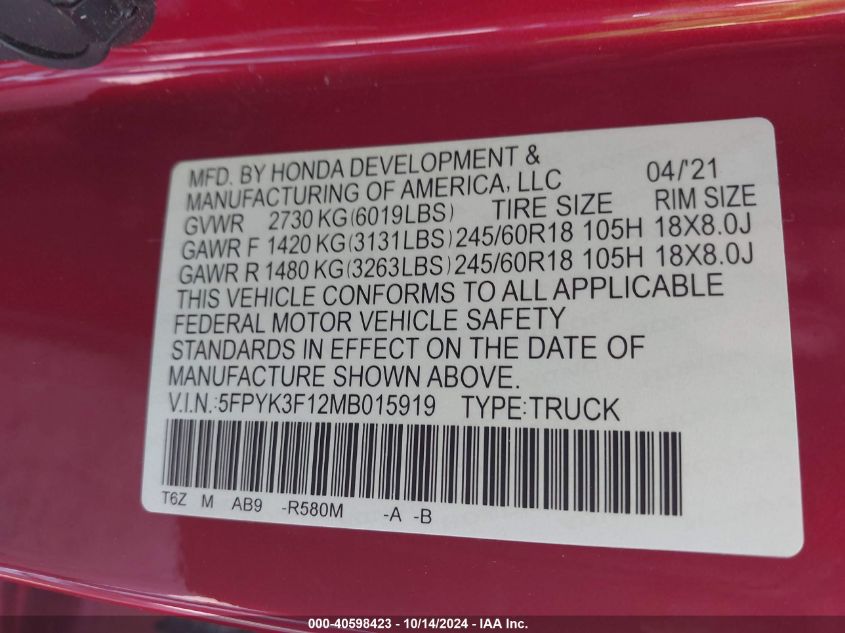 MFD. BY HONDA DEVELOPMENT & 04/'21
MANUFACTURING OF AMERICA, LLC
GVWR 2730 KG(6019LBS) TIRE SIZE RIM SIZE
GAWR F 1420 KG(3131LBS) 245/60R18 105H 18X8.0J
GAWR R 1480 KG(3263LBS) 245/60R18 105H 18X8.0J
THIS VEHICLE CONFORMS TO ALL APPLICABLE
FEDERAL MOTOR VEHICLE SAFETY
STANDARDS IN EFFECT ON THE DATE OF
MANUFACTURE SHOWN ABOVE.
V.I.N.:5FPYK3F12MB015919 TYPE:TRUCK
T6Z M AB9 -R580M -A -B
000-40598423 - 10/14/2024 - IAA Inc.